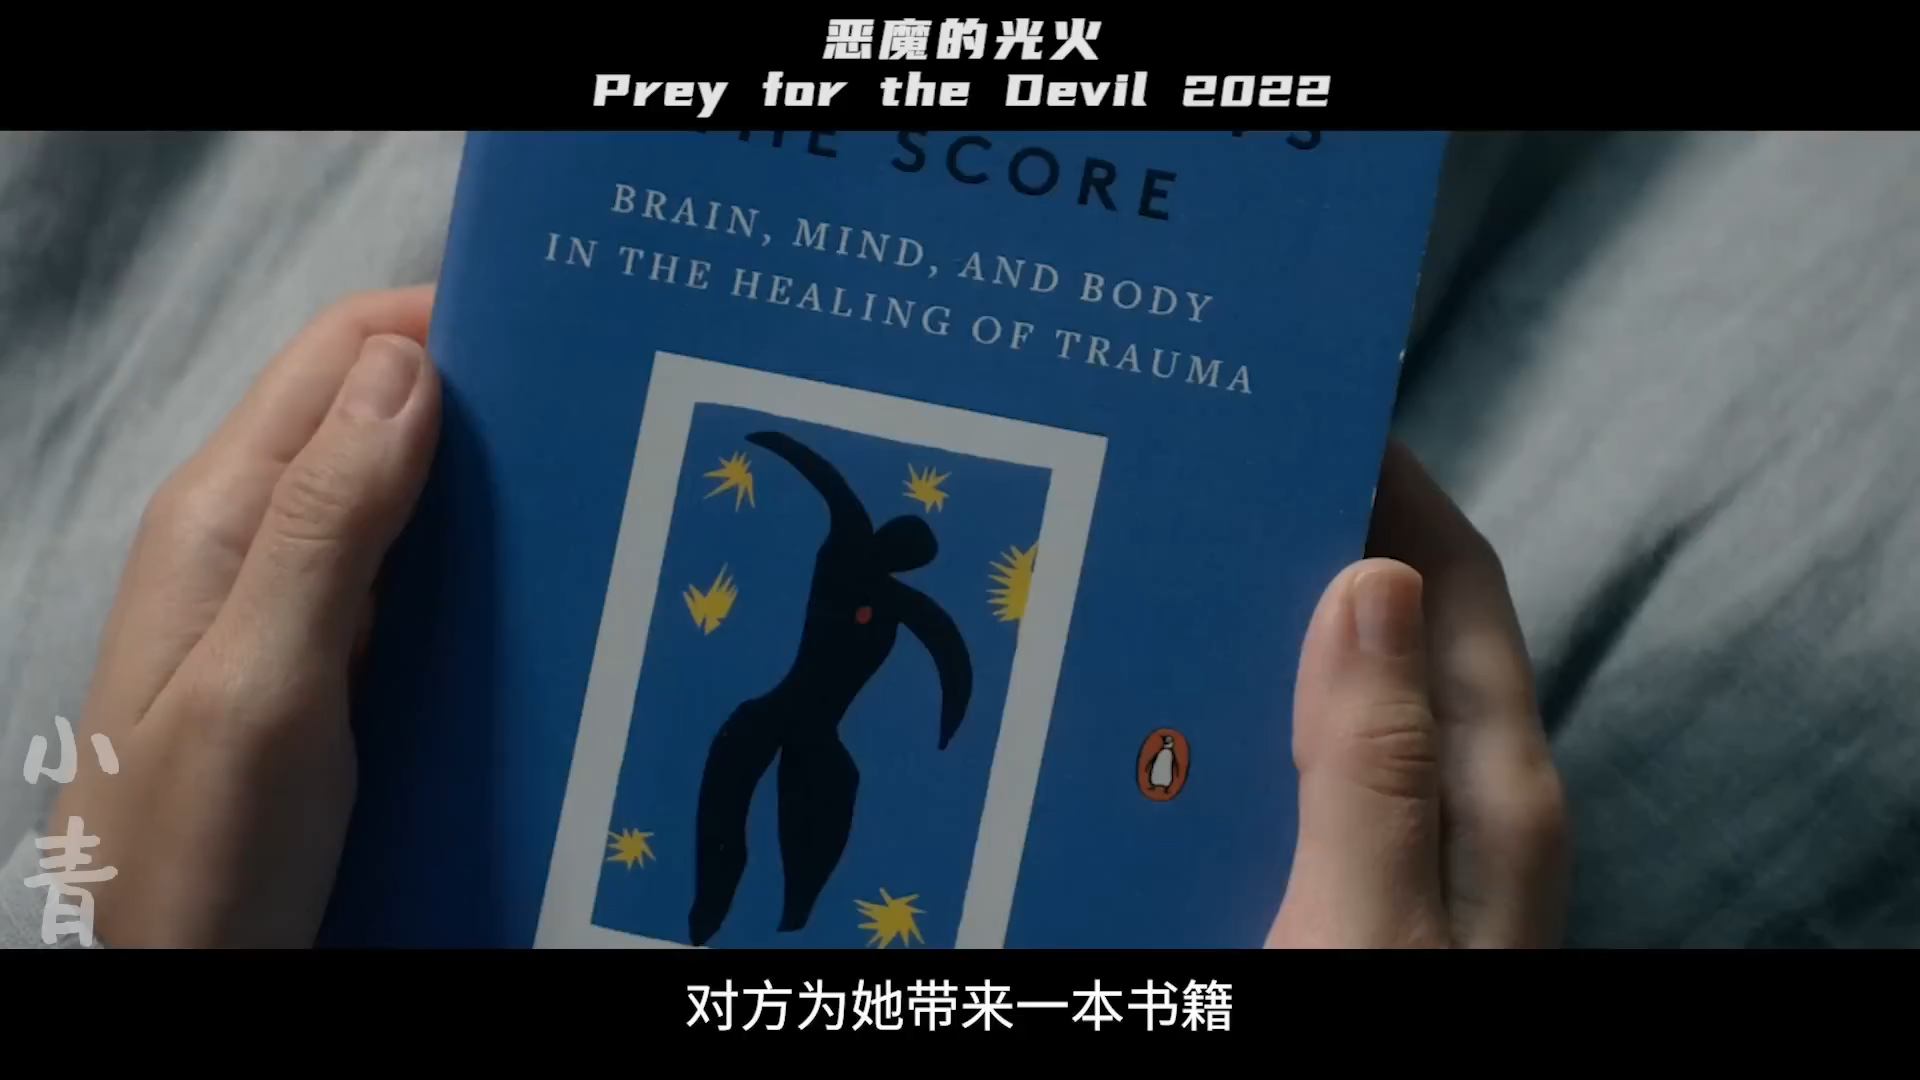 恶魔的光火
Prey for the Devil 2022
THE SCORE
BRAIN, MIND, AND BODY
IN THE HEALING OF TRAUMA
小青
对方为她带来一本书籍